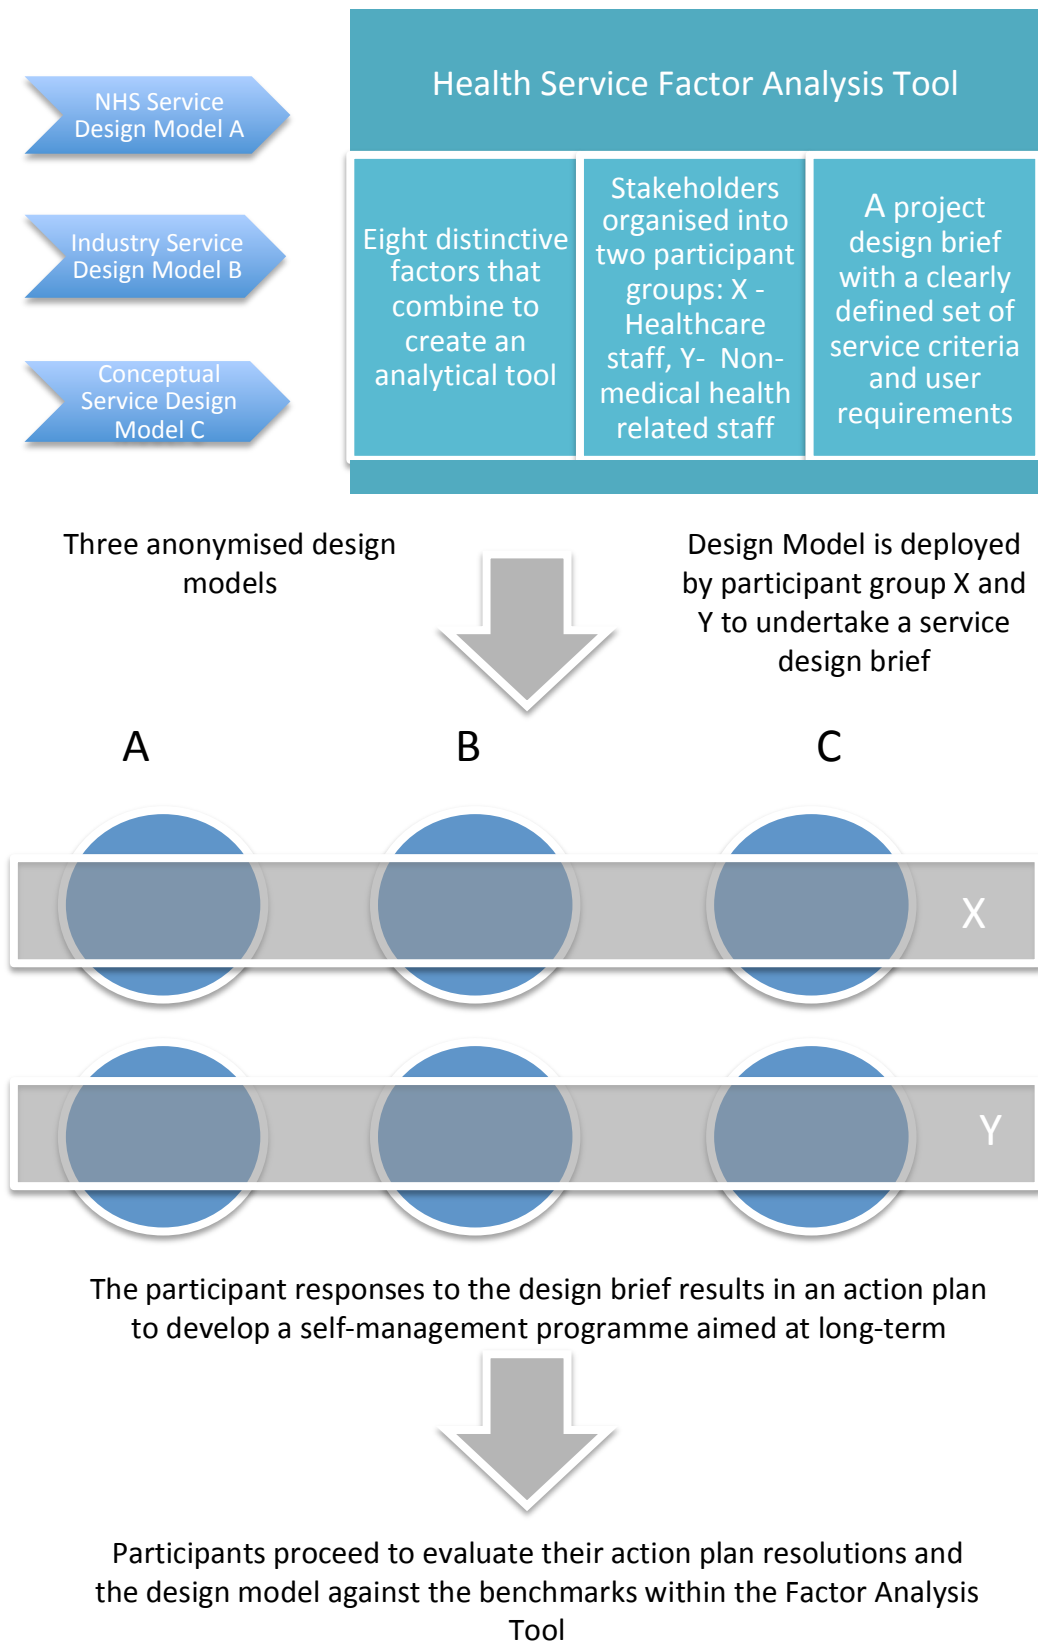 NHS Service
Design Model A
Industry Service
Design Model B
Conceptual
Service Design
Model C
Health Service Factor Analysis Tool
Eight distinctive
factors that
combine to
create an
analytical tool
Stakeholders
organised into
two participant
groups: X -
Healthcare
staff, Y- Non-
medical health
related staff
A project
design brief
with a clearly
defined set of
service criteria
and user
requirements
Three anonymised design
models
Design Model is deployed
by participant group X and
Y to undertake a service
design brief
A
B
C
X
Y
The participant responses to the design brief results in an action plan
to develop a self-management programme aimed at long-term
Participants proceed to evaluate their action plan resolutions and
the design model against the benchmarks within the Factor Analysis
Tool